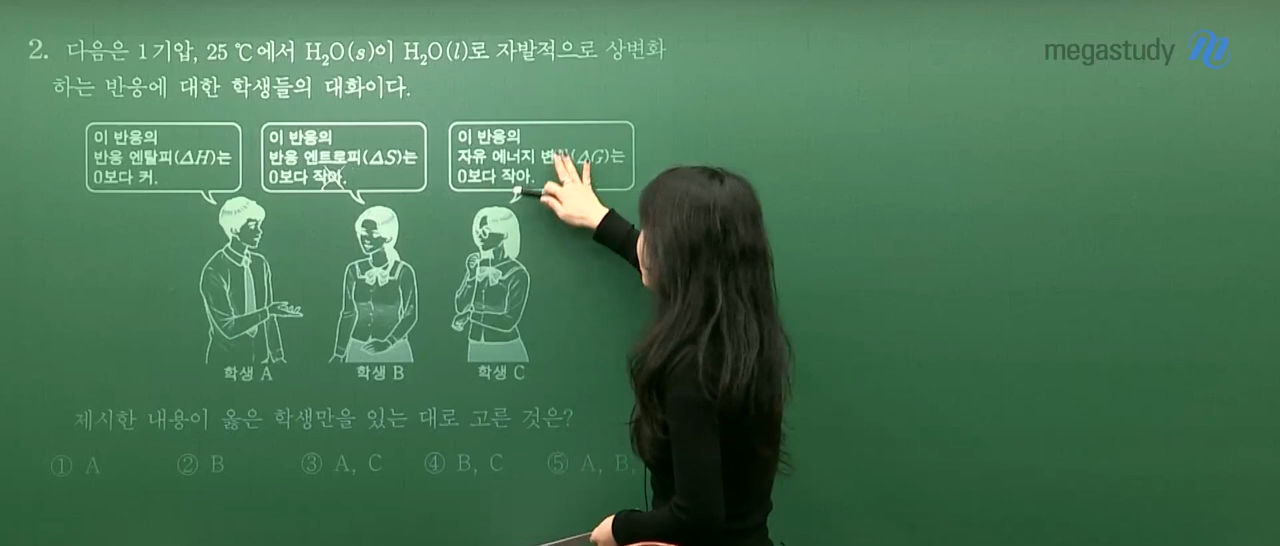 megastudy
2. 다음은 1기압, 25 ℃에서 H₂O(s)이 H₂O(l)로 자발적으로 상변화
하는 반응에 대한 학생들의 대화이다.
이 반응의
반응 엔탈피(ΔH)는
0보다 커.
이 반응의
반응 엔트로피(ΔS)는
0보다 작아.
이 반응의
자유 에너지 (ΔG)는
0보다 작아.
학생 A
학생 B
학생 C
제시한 내용이 옳은 학생만을 있는 대로 고른 것은?
① A ② B ③ A, C ④ B, C ⑤ A, B,